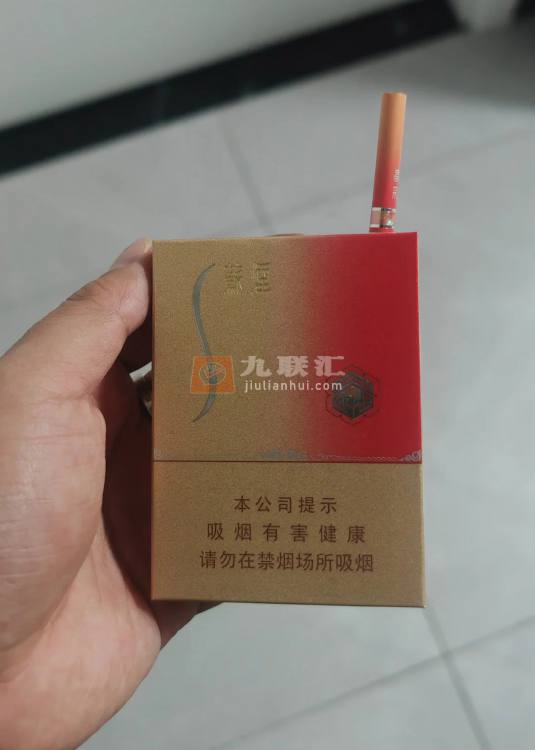 九联汇
jiulianhui.com
本公司提示
吸烟有害健康
请勿在禁烟场所吸烟